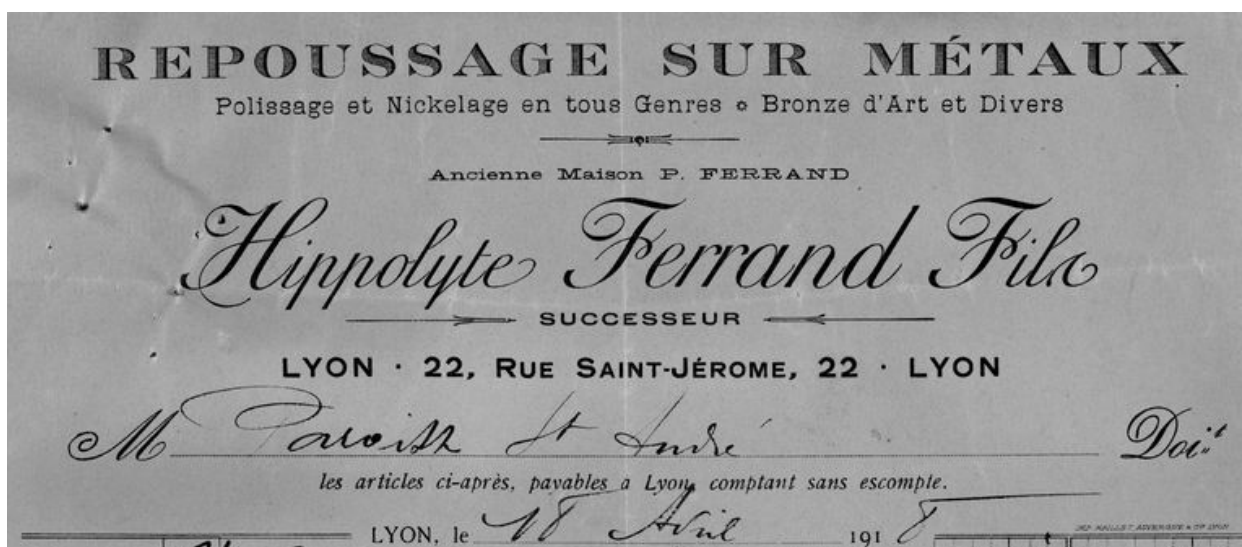 REPOUSSAGE SUR MÉTAUX
Polissage et Nickelage en tous Genres ✡ Bronze d'Art et Divers
Ancienne Maison P. FERRAND
Hippolyte Ferrand Fils
SUCCESSEUR
LYON · 22, RUE SAINT-JÉROME, 22 · LYON
M Paroisse St André Doit
les articles ci-après, payables a Lyon, comptant sans escompte.
LYON, le 18 Avril 1918